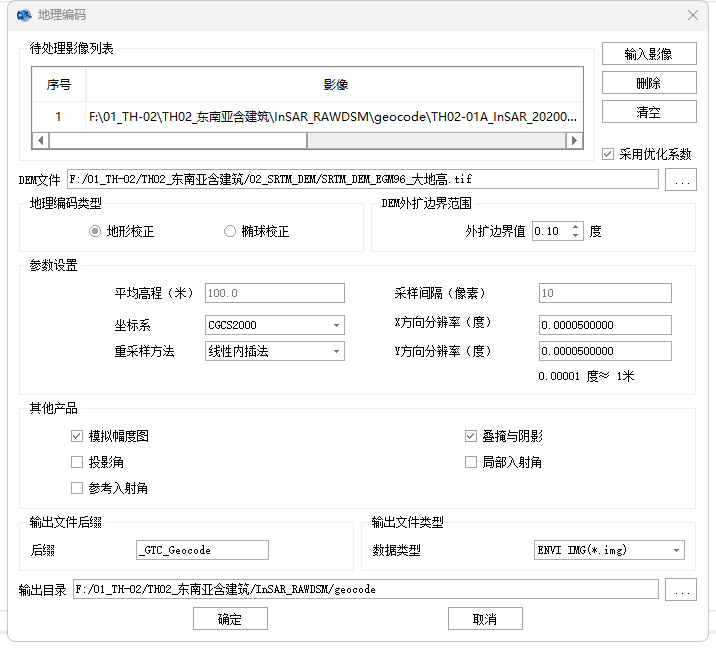 地理编码
待处理影像列表
序号 影像
1 F:\01_TH-02\TH02_东南亚含建筑\InSAR_RAWDSM\geocode\TH02-01A_InSAR_20200...
输入影像
删除
清空
采用优化系数
DEM文件 F:/01_TH-02/TH02_东南亚含建筑/02_SRTM_DEM/SRTM_DEM_EGM96_大地高.tif ...
地理编码类型
地形校正 椭球校正
DEM外扩边界范围
外扩边界值 0.10 度
参数设置
平均高程（米） 100.0 采样间隔（像素） 10
坐标系 CGCS2000 X方向分辨率（度） 0.0000500000
重采样方法 线性内插法 Y方向分辨率（度） 0.0000500000
0.00001 度≈ 1米
其他产品
模拟幅度图 叠掩与阴影
投影角 局部入射角
参考入射角
输出文件后缀
后缀 _GTC_Geocode
输出文件类型
数据类型 ENVI IMG(*.img)
输出目录 F:/01_TH-02/TH02_东南亚含建筑/InSAR_RAWDSM/geocode ...
确定 取消